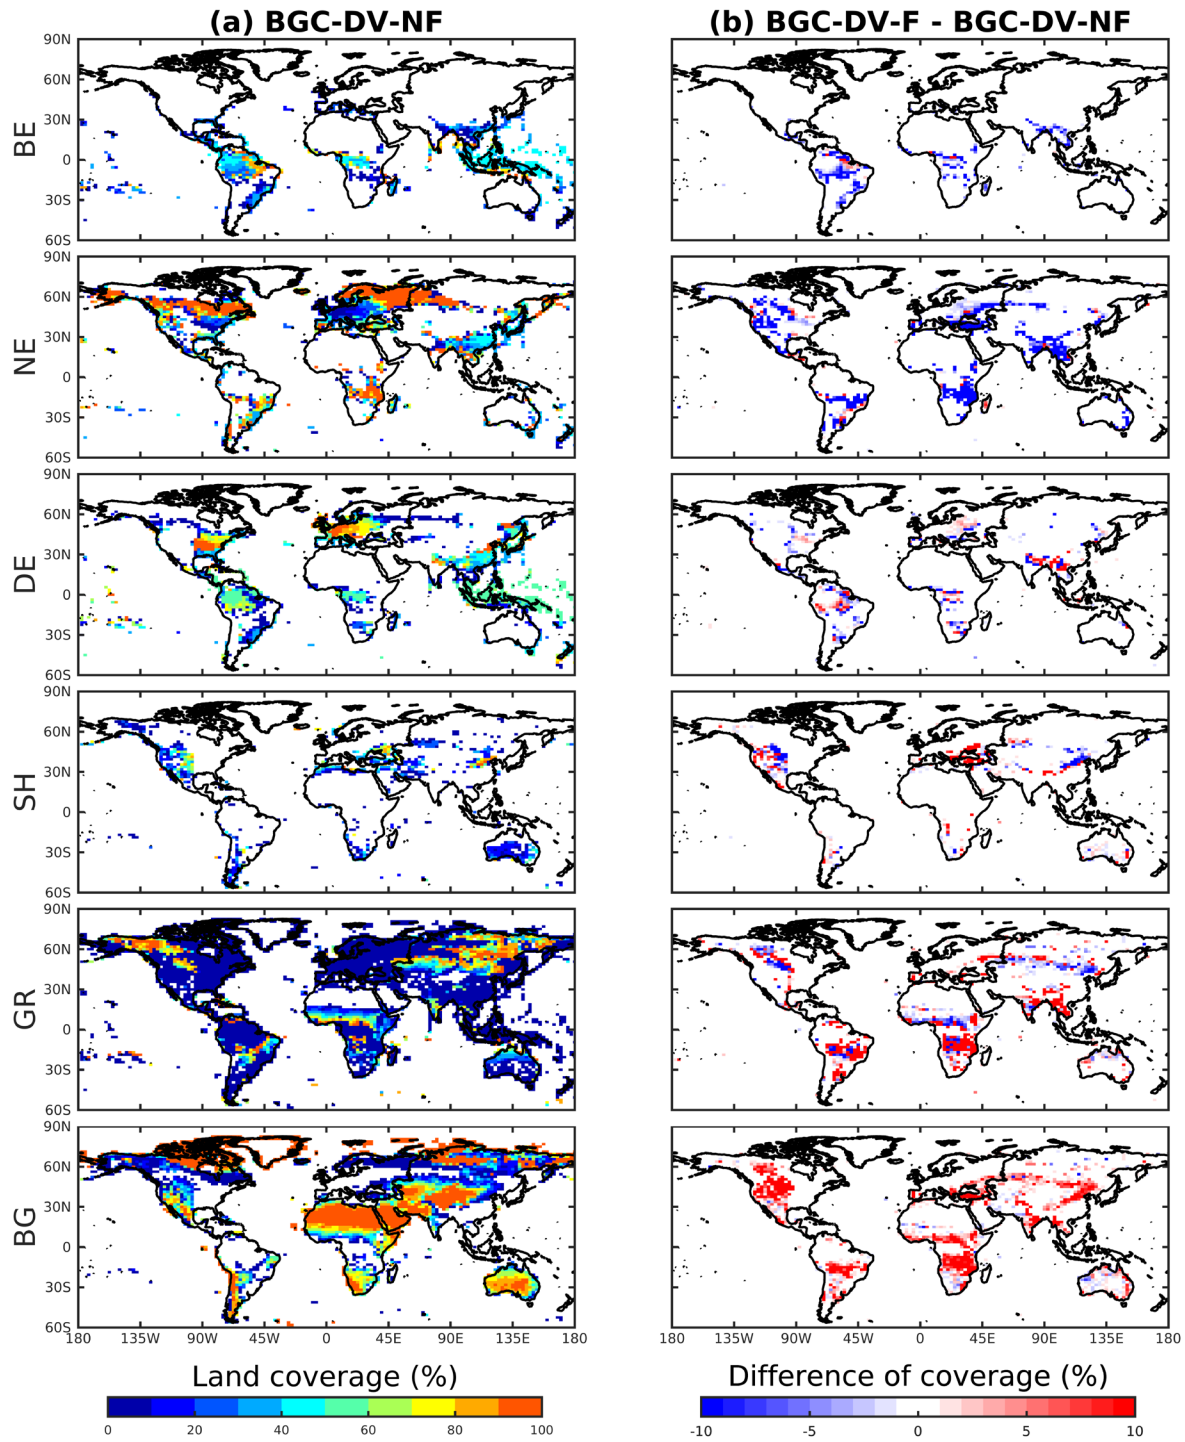 (a) BGC-DV-NF
(b) BGC-DV-F - BGC-DV-NF
BE
90N
60N
30N
0
30S
60S
NE
90N
60N
30N
0
30S
60S
DE
90N
60N
30N
0
30S
60S
SH
90N
60N
30N
0
30S
60S
GR
90N
60N
30N
0
30S
60S
BG
90N
60N
30N
0
30S
60S
180 135W 90W 45W 0 45E 90E 135E 180
180 135W 90W 45W 0 45E 90E 135E 180
Land coverage (%)
0 20 40 60 80 100
Difference of coverage (%)
-10 -5 0 5 10